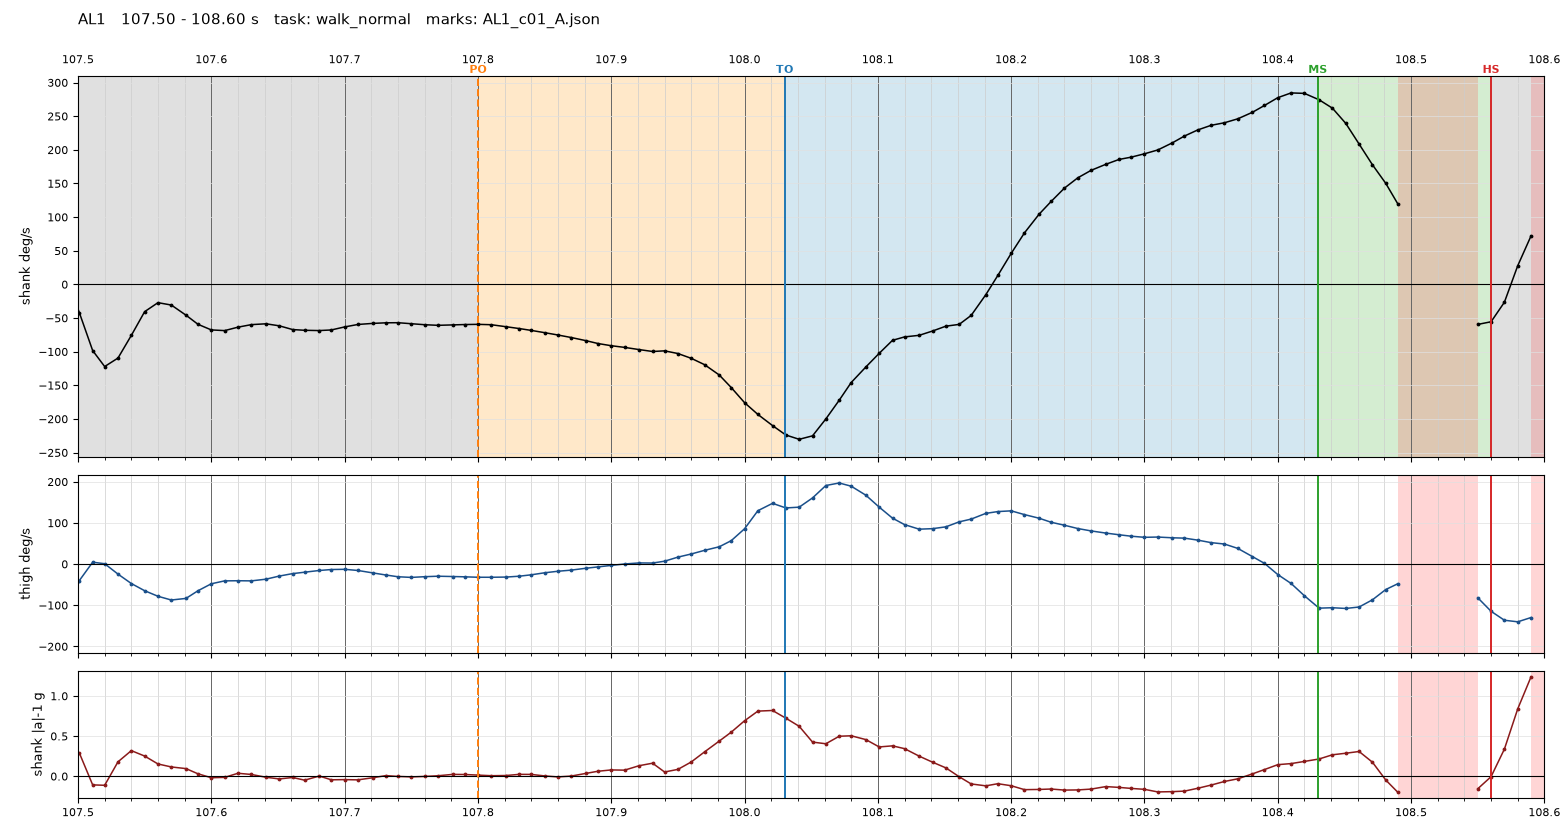 AL1   107.50 - 108.60 s   task: walk_normal   marks: AL1_c01_A.json
107.5 107.6 107.7 107.8 107.9 108.0 108.1 108.2 108.3 108.4 108.5 108.6
PO TO MS HS
shank deg/s
300
250
200
150
100
50
0
−50
−100
−150
−200
−250
thigh deg/s
200
100
0
−100
−200
shank |a|-1 g
1.0
0.5
0.0
107.5 107.6 107.7 107.8 107.9 108.0 108.1 108.2 108.3 108.4 108.5 108.6